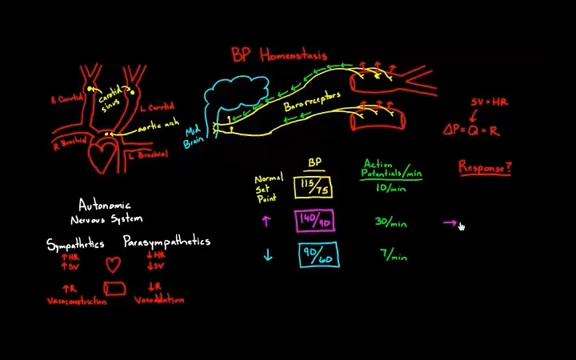 BP Homeostasis
carotid
sinus
R Carotid
L Carotid
aortic arch
R Brachial
L Brachial
Baroreceptors
Mid
Brain
SV × HR
ΔP = Q × R
Autonomic
Nervous System
Sympathetics
Parasympathetics
↑ HR
↑ SV
↓ HR
↓ SV
↑ R
Vasoconstriction
↓ R
Vasodilation
BP
Action
Potentials/min
Response?
Normal
Set
Point
115/75
10/min
↑
140/90
30/min
→↓
↓
90/60
7/min